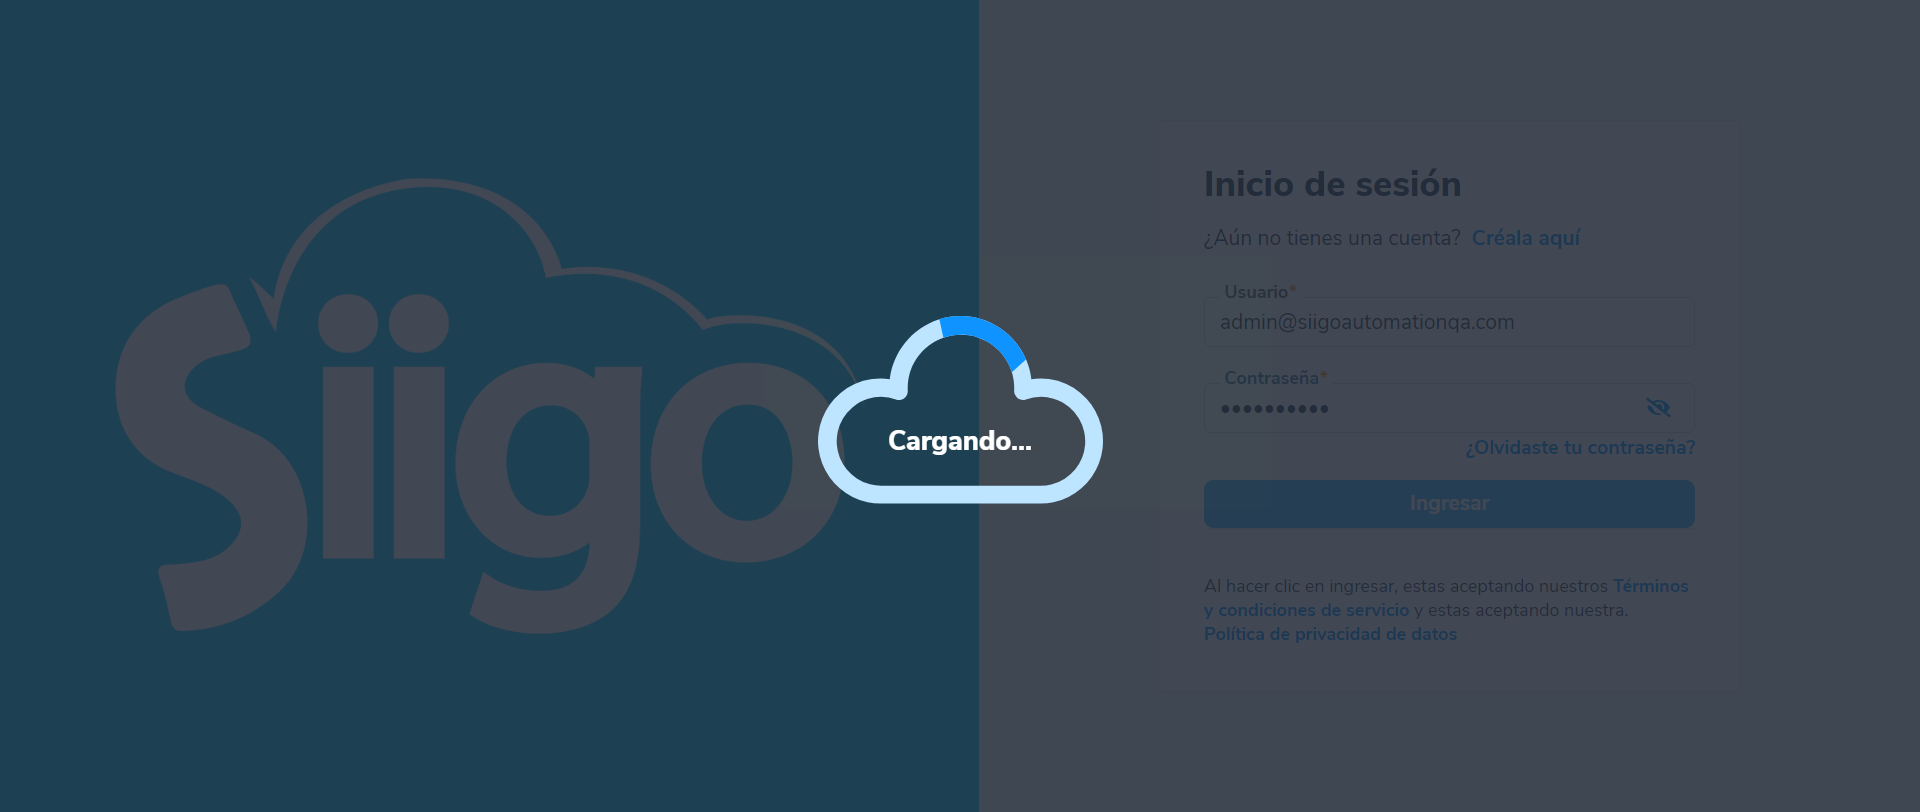 Siigo
Inicio de sesión
¿Aún no tienes una cuenta? Créala aquí
Usuario*
admin@siigoautomationqa.com
Contraseña*
••••••••••
¿Olvidaste tu contraseña?
Ingresar
Al hacer clic en ingresar, estas aceptando nuestros Términos
y condiciones de servicio y estas aceptando nuestra.
Política de privacidad de datos
Cargando...